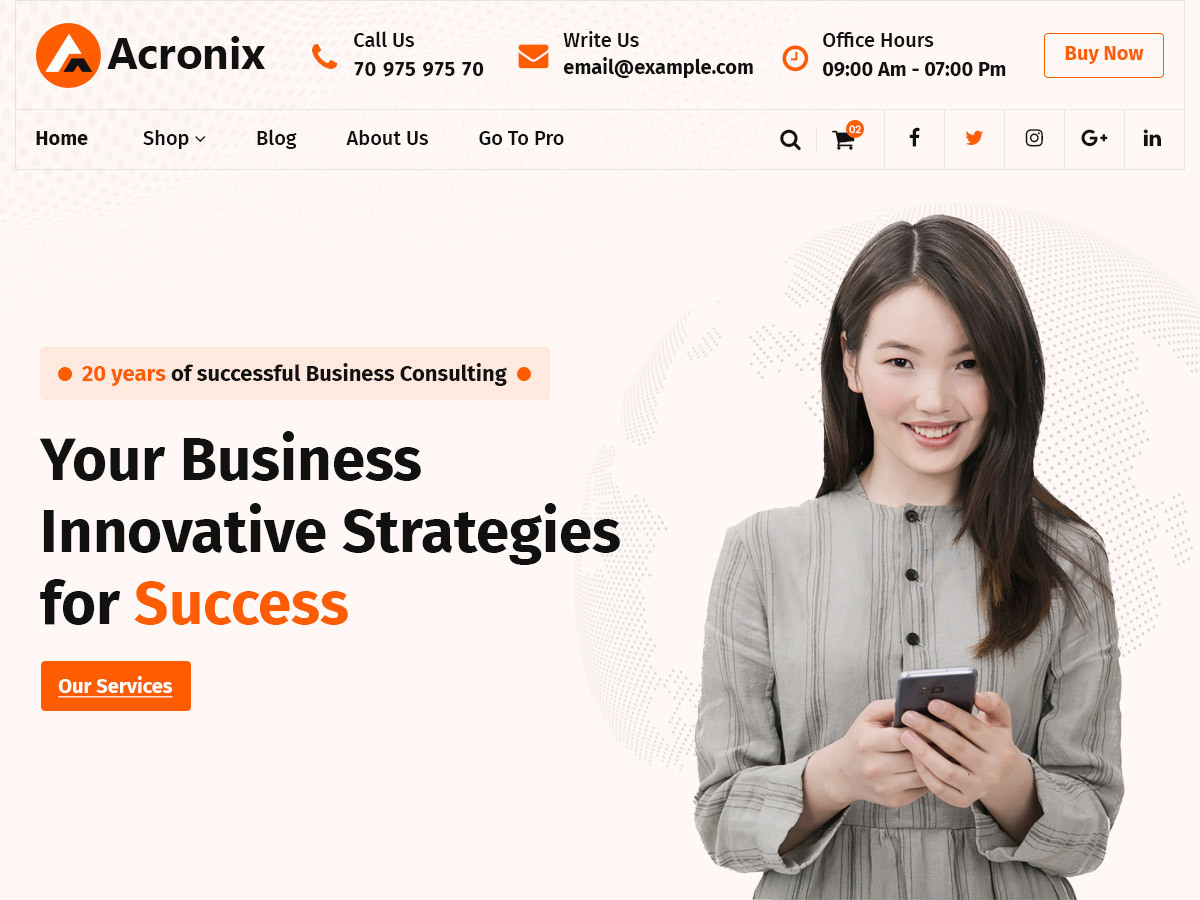 Acronix
Call Us
70 975 975 70
Write Us
email@example.com
Office Hours
09:00 Am - 07:00 Pm
Buy Now
Home
Shop
Blog
About Us
Go To Pro
02
f
G+
in
20 years of successful Business Consulting
Your Business
Innovative Strategies
for Success
Our Services